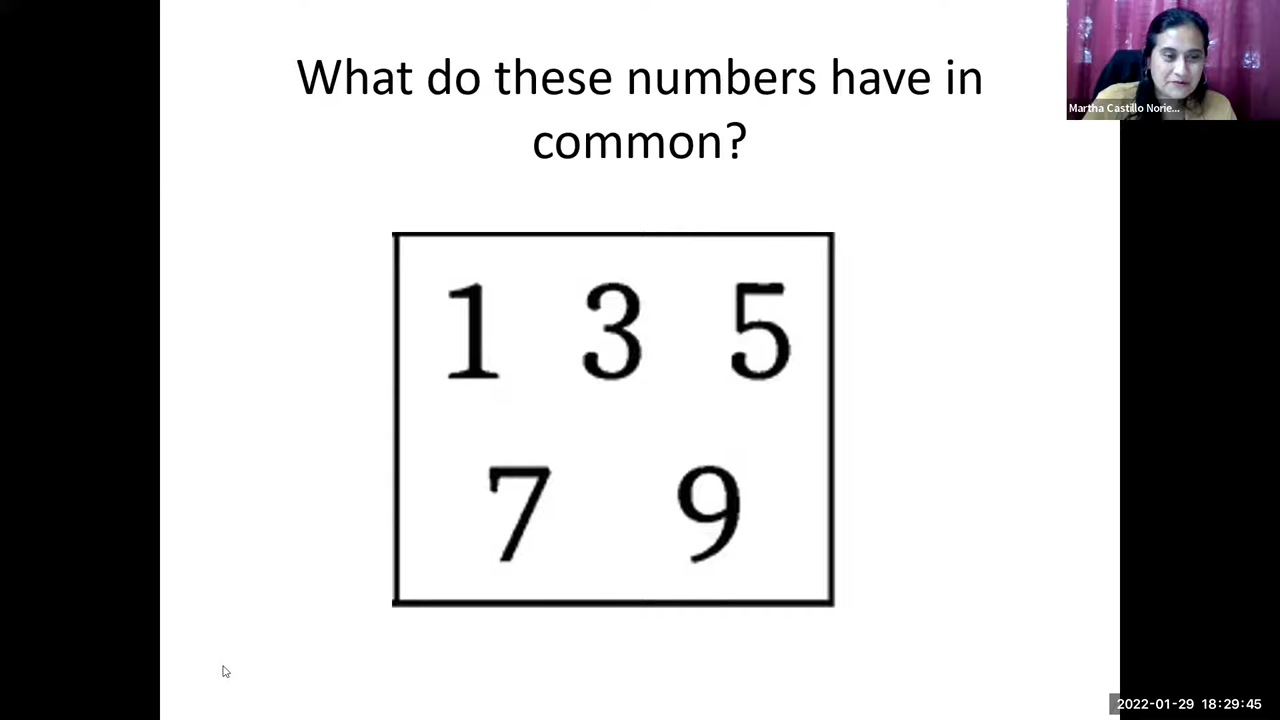 What do these numbers have in
common?
Martha Castillo Norie...
1 3 5
7 9
2022-01-29 18:29:45